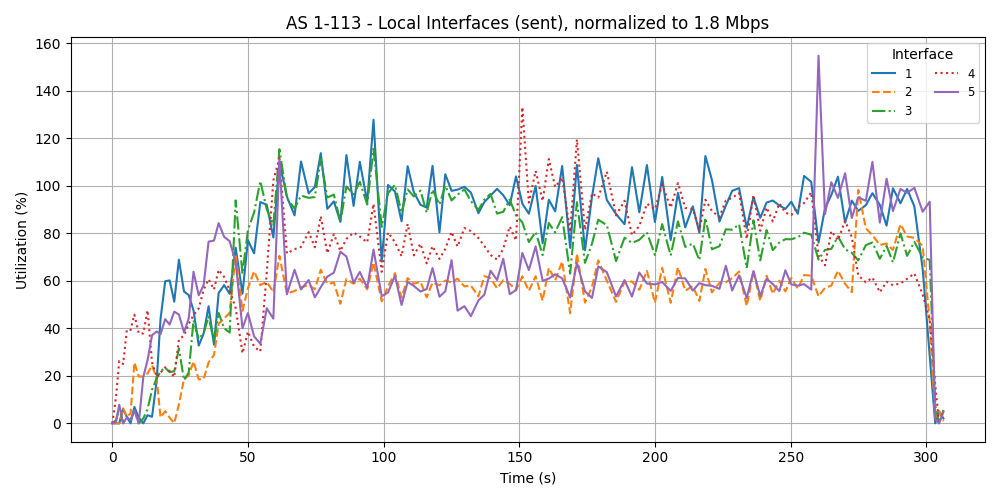 AS 1-113 - Local Interfaces (sent), normalized to 1.8 Mbps
Utilization (%)
160
140
120
100
80
60
40
20
0
0 50 100 150 200 250 300
Time (s)
Interface
1 4
2 5
3